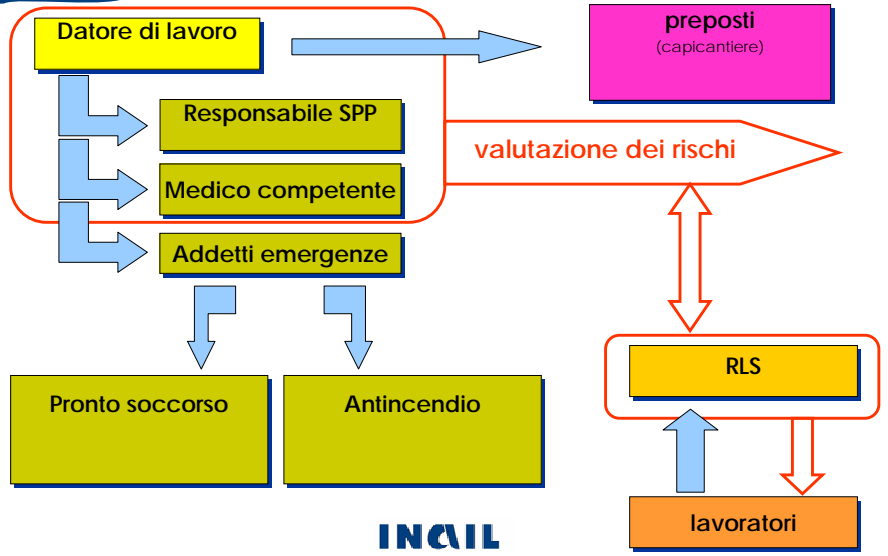 Datore di lavoro
preposti
(capicantiere)
Responsabile SPP
valutazione dei rischi
Medico competente
Addetti emergenze
RLS
Pronto soccorso
Antincendio
lavoratori
INAIL